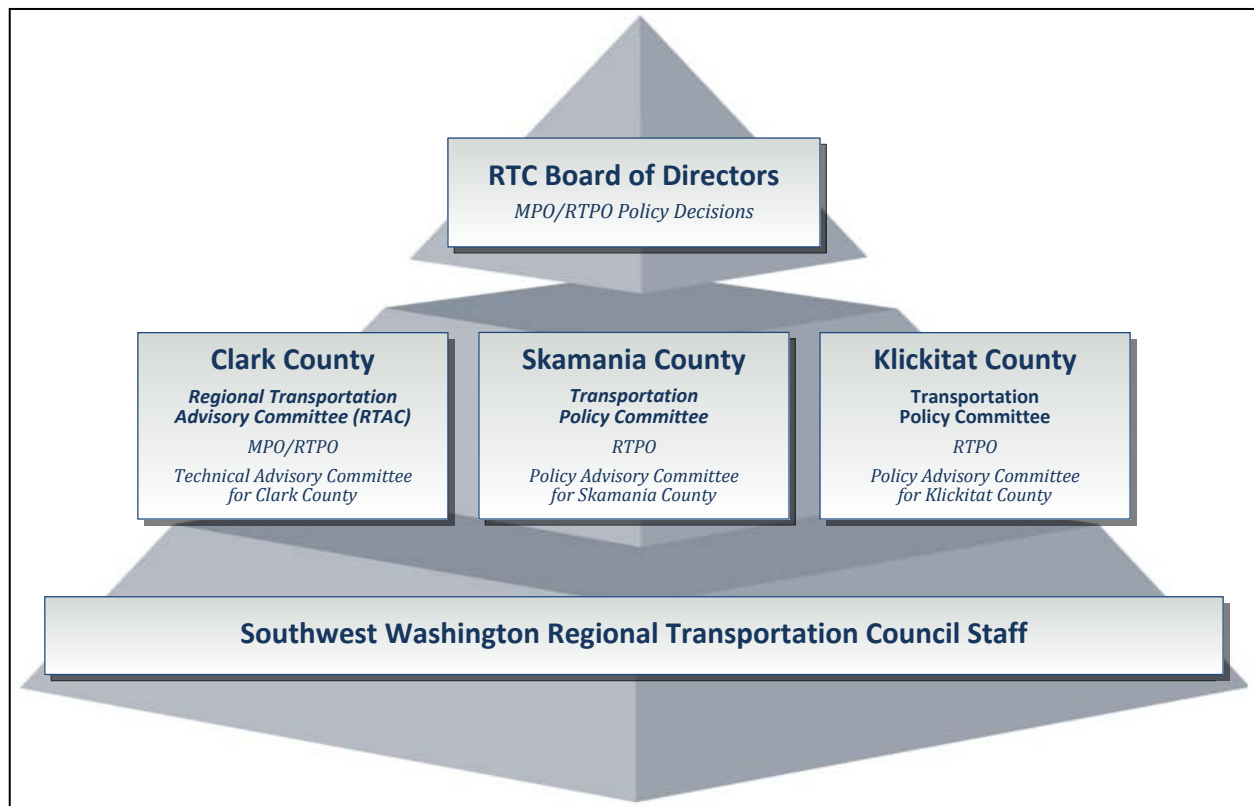 RTC Board of Directors
MPO/RTPO Policy Decisions
Clark County
Regional Transportation
Advisory Committee (RTAC)
MPO/RTPO
Technical Advisory Committee
for Clark County
Skamania County
Transportation
Policy Committee
RTPO
Policy Advisory Committee
for Skamania County
Klickitat County
Transportation
Policy Committee
RTPO
Policy Advisory Committee
for Klickitat County
Southwest Washington Regional Transportation Council Staff